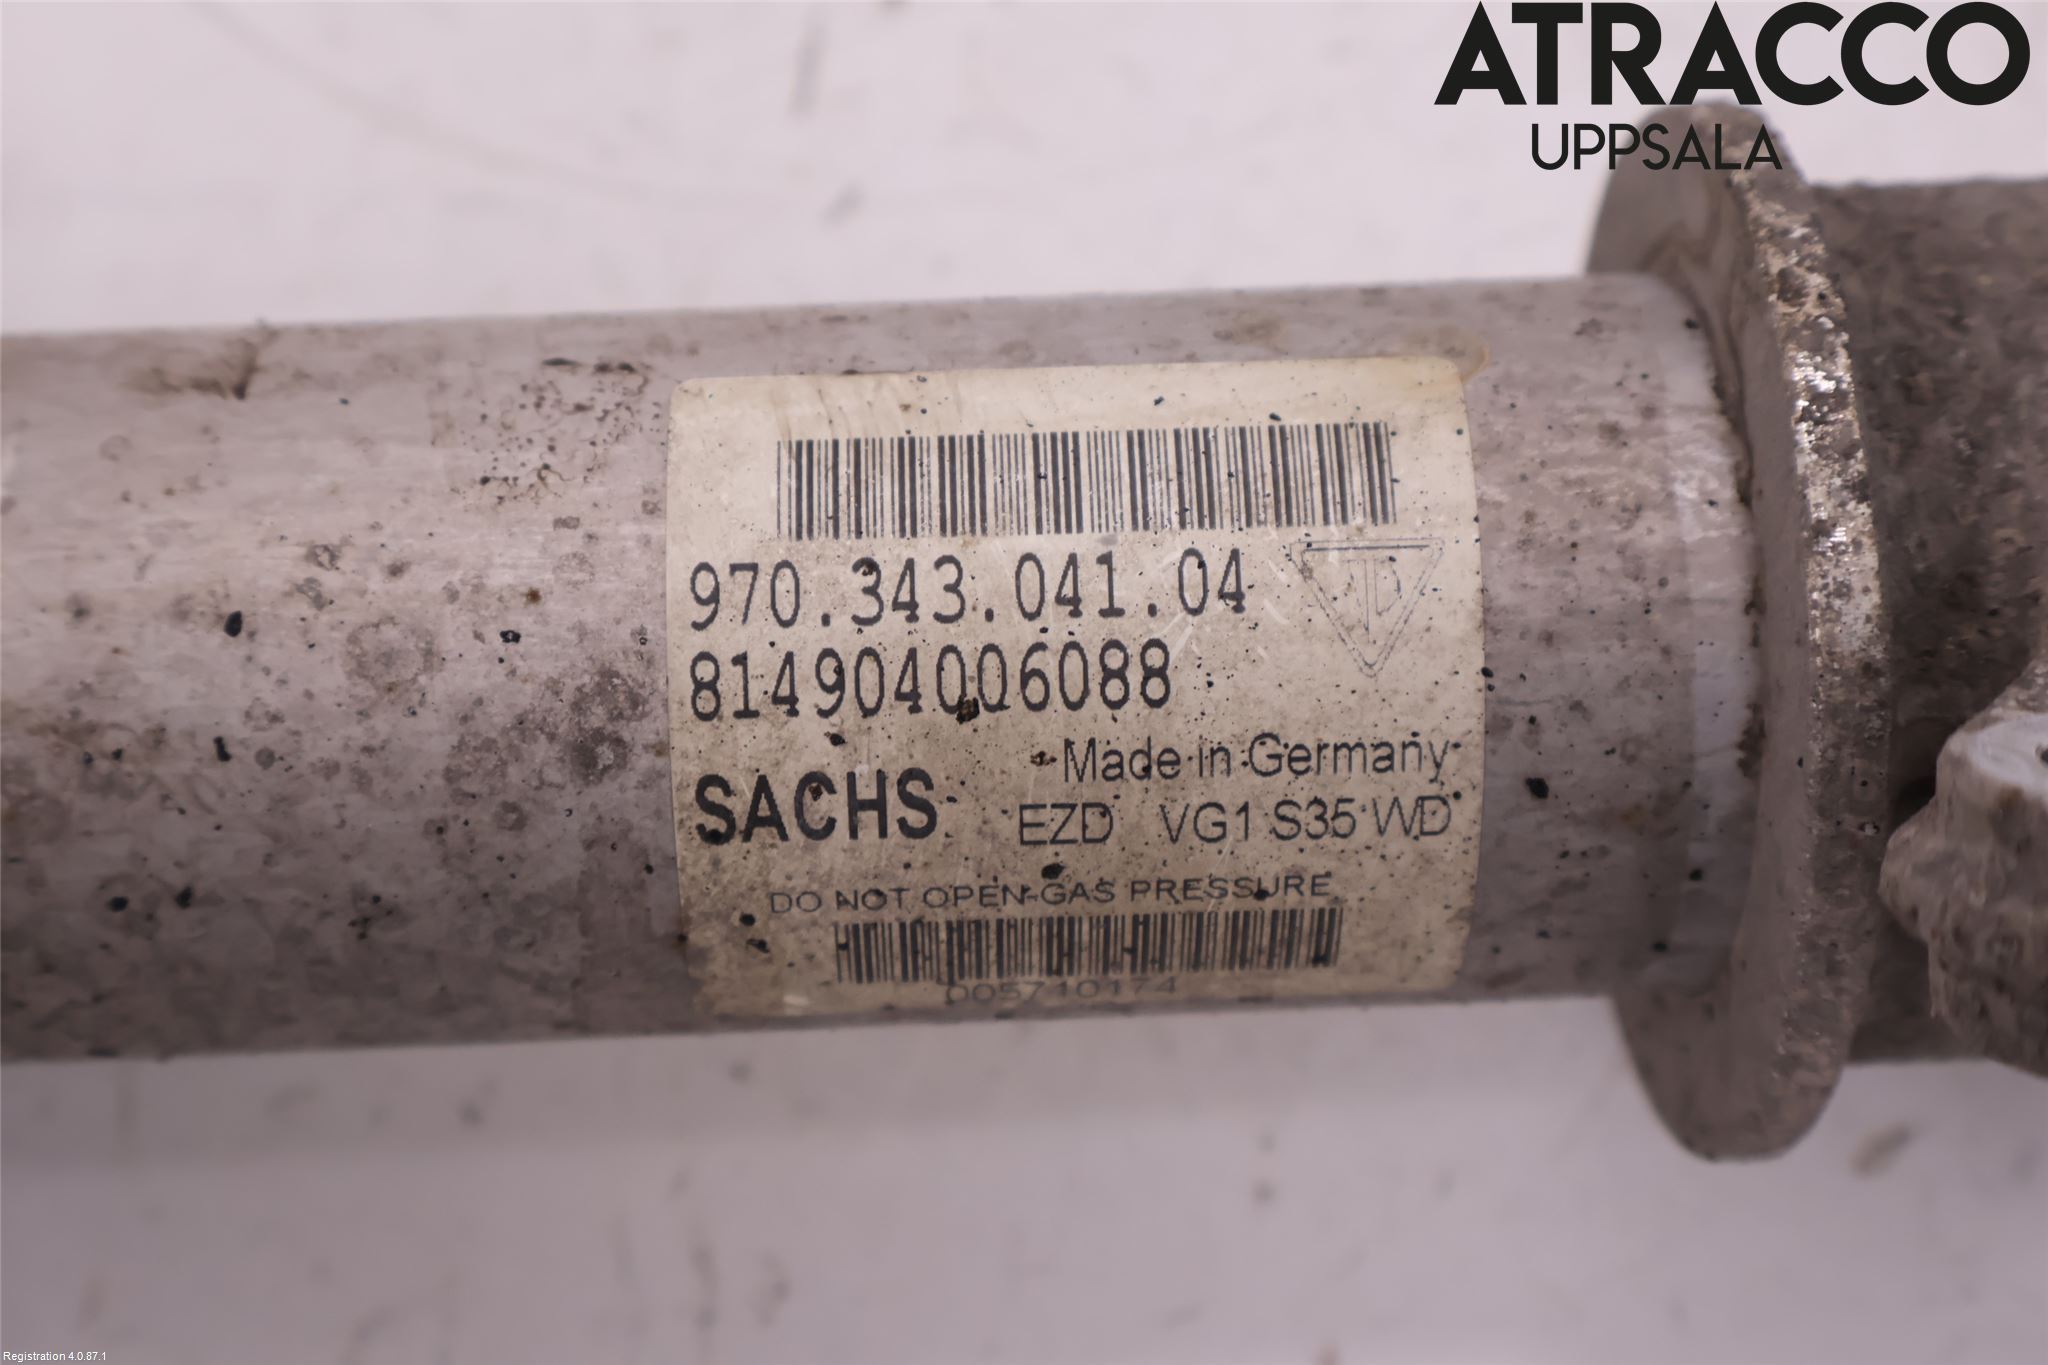 ATRACCO
UPPSALA
970.343.041.04
814904006088
Made in Germany
SACHS EZD VG1 S35 WD
DO NOT OPEN-GAS PRESSURE
005710174
Registration 4.0.87.1